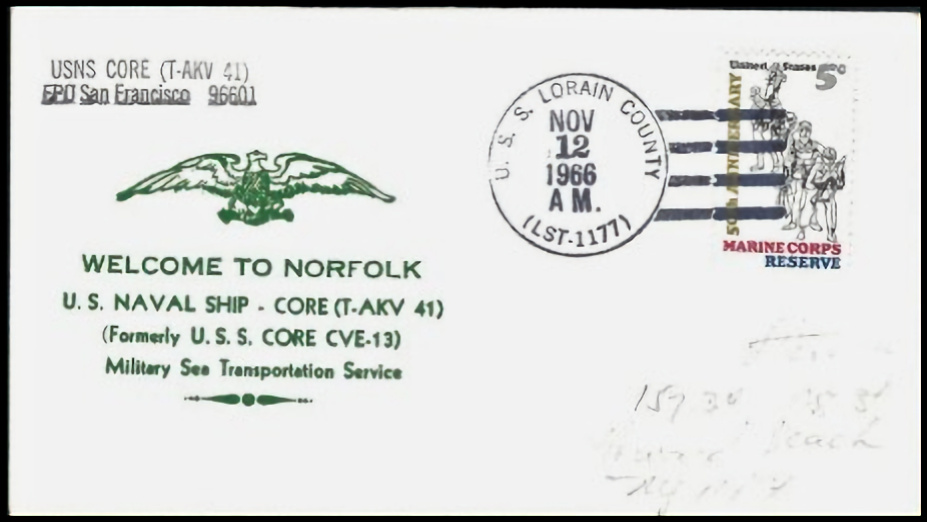 USNS CORE (T-AKV 41)
FPO San Francisco 96601
U. S. S. LORAIN COUNTY
NOV
12
1966
A M.
(LST-1177)
United States 5c
50th ANNIVERSARY
MARINE CORPS
RESERVE
WELCOME TO NORFOLK
U. S. NAVAL SHIP - CORE (T-AKV 41)
(Formerly U. S. S. CORE CVE-13)
Military Sea Transportation Service
Beach